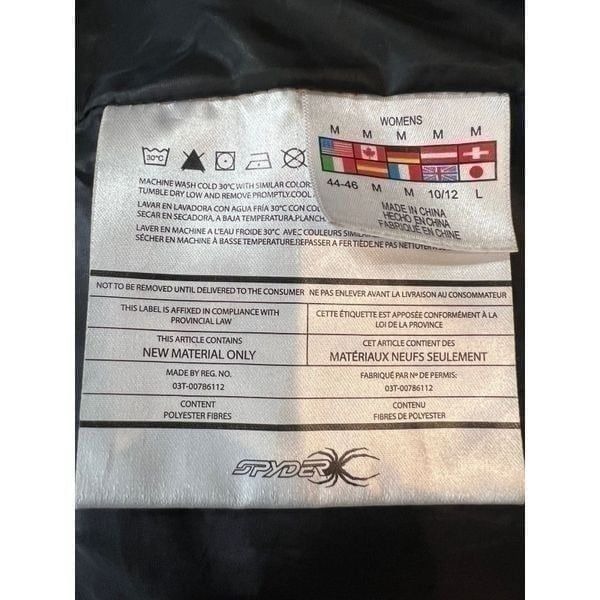 WOMENS
M M M M M
44-46 M M 10/12 L
MADE IN CHINA
HECHO EN CHINA
FABRIQUÉ EN CHINE
30°C
MACHINE WASH COLD 30°C WITH SIMILAR
TUMBLE DRY LOW AND REMOVE PROMPTLY.
LAVAR EN LAVADORA CON AGUA FRÍA 30°C CON
SECAR EN SECADORA, A BAJA TEMPERATURA.
LAVER EN MACHINE A L'EAU FROIDE 30°C AVEC COULEURS
SÉCHER EN MACHINE À BASSE TEMPERATURE.REPASSER A FER TIÈDE.NE PAS
NOT TO BE REMOVED UNTIL DELIVERED TO THE CONSUMER NE PAS ENLEVER AVANT LA LIVRAISON AU CONSOMMATEUR
THIS LABEL IS AFFIXED IN COMPLIANCE WITH
PROVINCIAL LAW
CETTE ÉTIQUETTE EST APPOSÉE CONFORMÉMENT À
LOI DE LA PROVINCE
THIS ARTICLE CONTAINS
NEW MATERIAL ONLY
CET ARTICLE CONTIENT DES
MATÉRIAUX NEUFS SEULEMENT
MADE BY REG. NO.
03T-00786112
FABRIQUÉ PAR Nº DE PERMIS:
03T-00786112
CONTENT
POLYESTER FIBRES
CONTENU
FIBRES DE POLYESTER
SPYDER